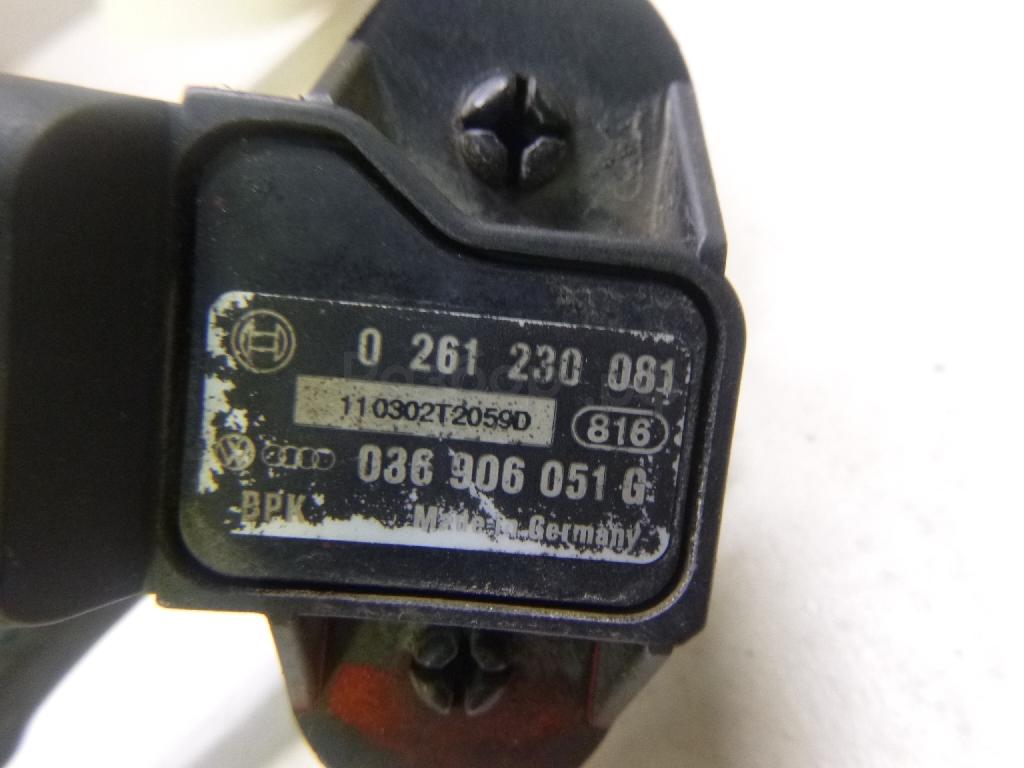 0 261 230 081
110302T2059D
816
036 906 051 G
BPK
Made in Germany